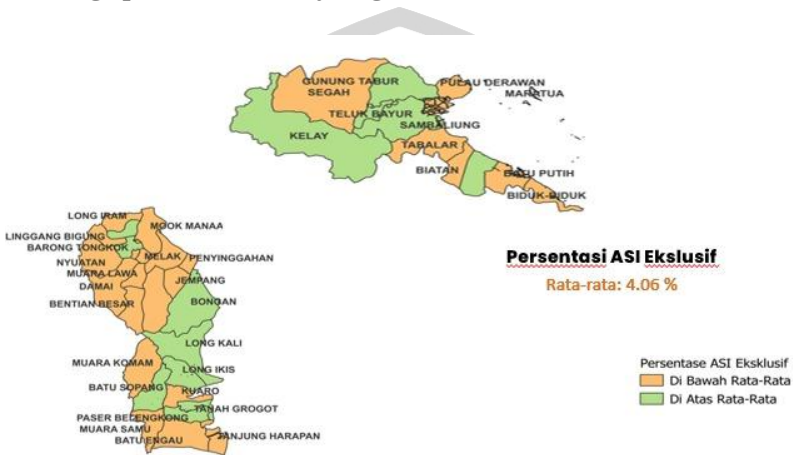 GUNUNG TABUR
SEGAH
PULAU DERAWAN
MARATUA
TELUK BAYUR
SAMBALIUNG
KELAY
TABALAR
BIATAN
BATU PUTIH
BIDUK-BIDUK
LONG IRAM
MOOK MANAA
LINGGANG BIGUNG
BARONG TONGKOK
MELAK
PENYINGGAHAN
NYUATAN
MUARA LAWA
JEMPANG
DAMAI
BENTIAN BESAR
BONGAN
LONG KALI
MUARA KOMAM
LONG IKIS
BATU SOPANG
KUARO
TANAH GROGOT
PASER BELENGKONG
MUARA SAMU
BATU ENGAU
TANJUNG HARAPAN
Persentasi ASI Ekslusif
Rata-rata: 4.06 %
Persentase ASI Eksklusif
Di Bawah Rata-Rata
Di Atas Rata-Rata